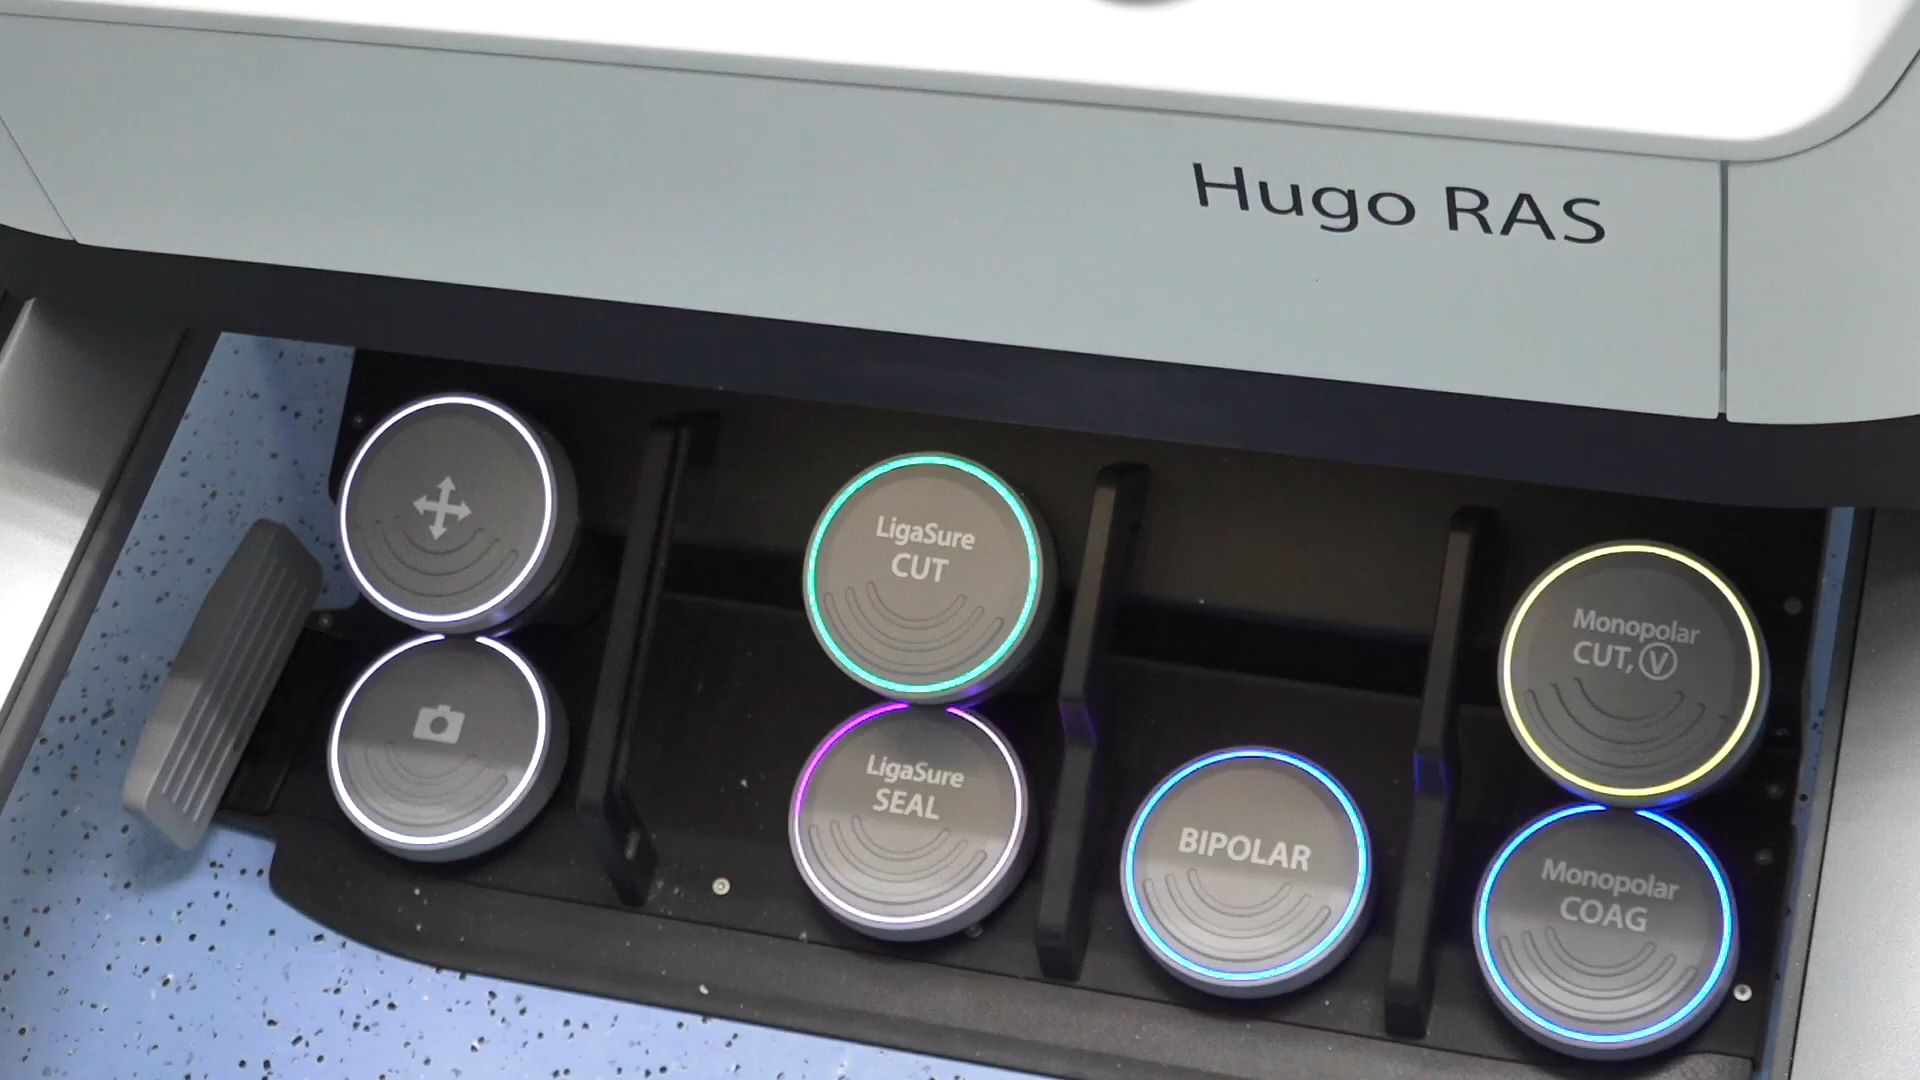 Hugo RAS
LigaSure
CUT
LigaSure
SEAL
BIPOLAR
Monopolar
CUT, Ⓥ
Monopolar
COAG